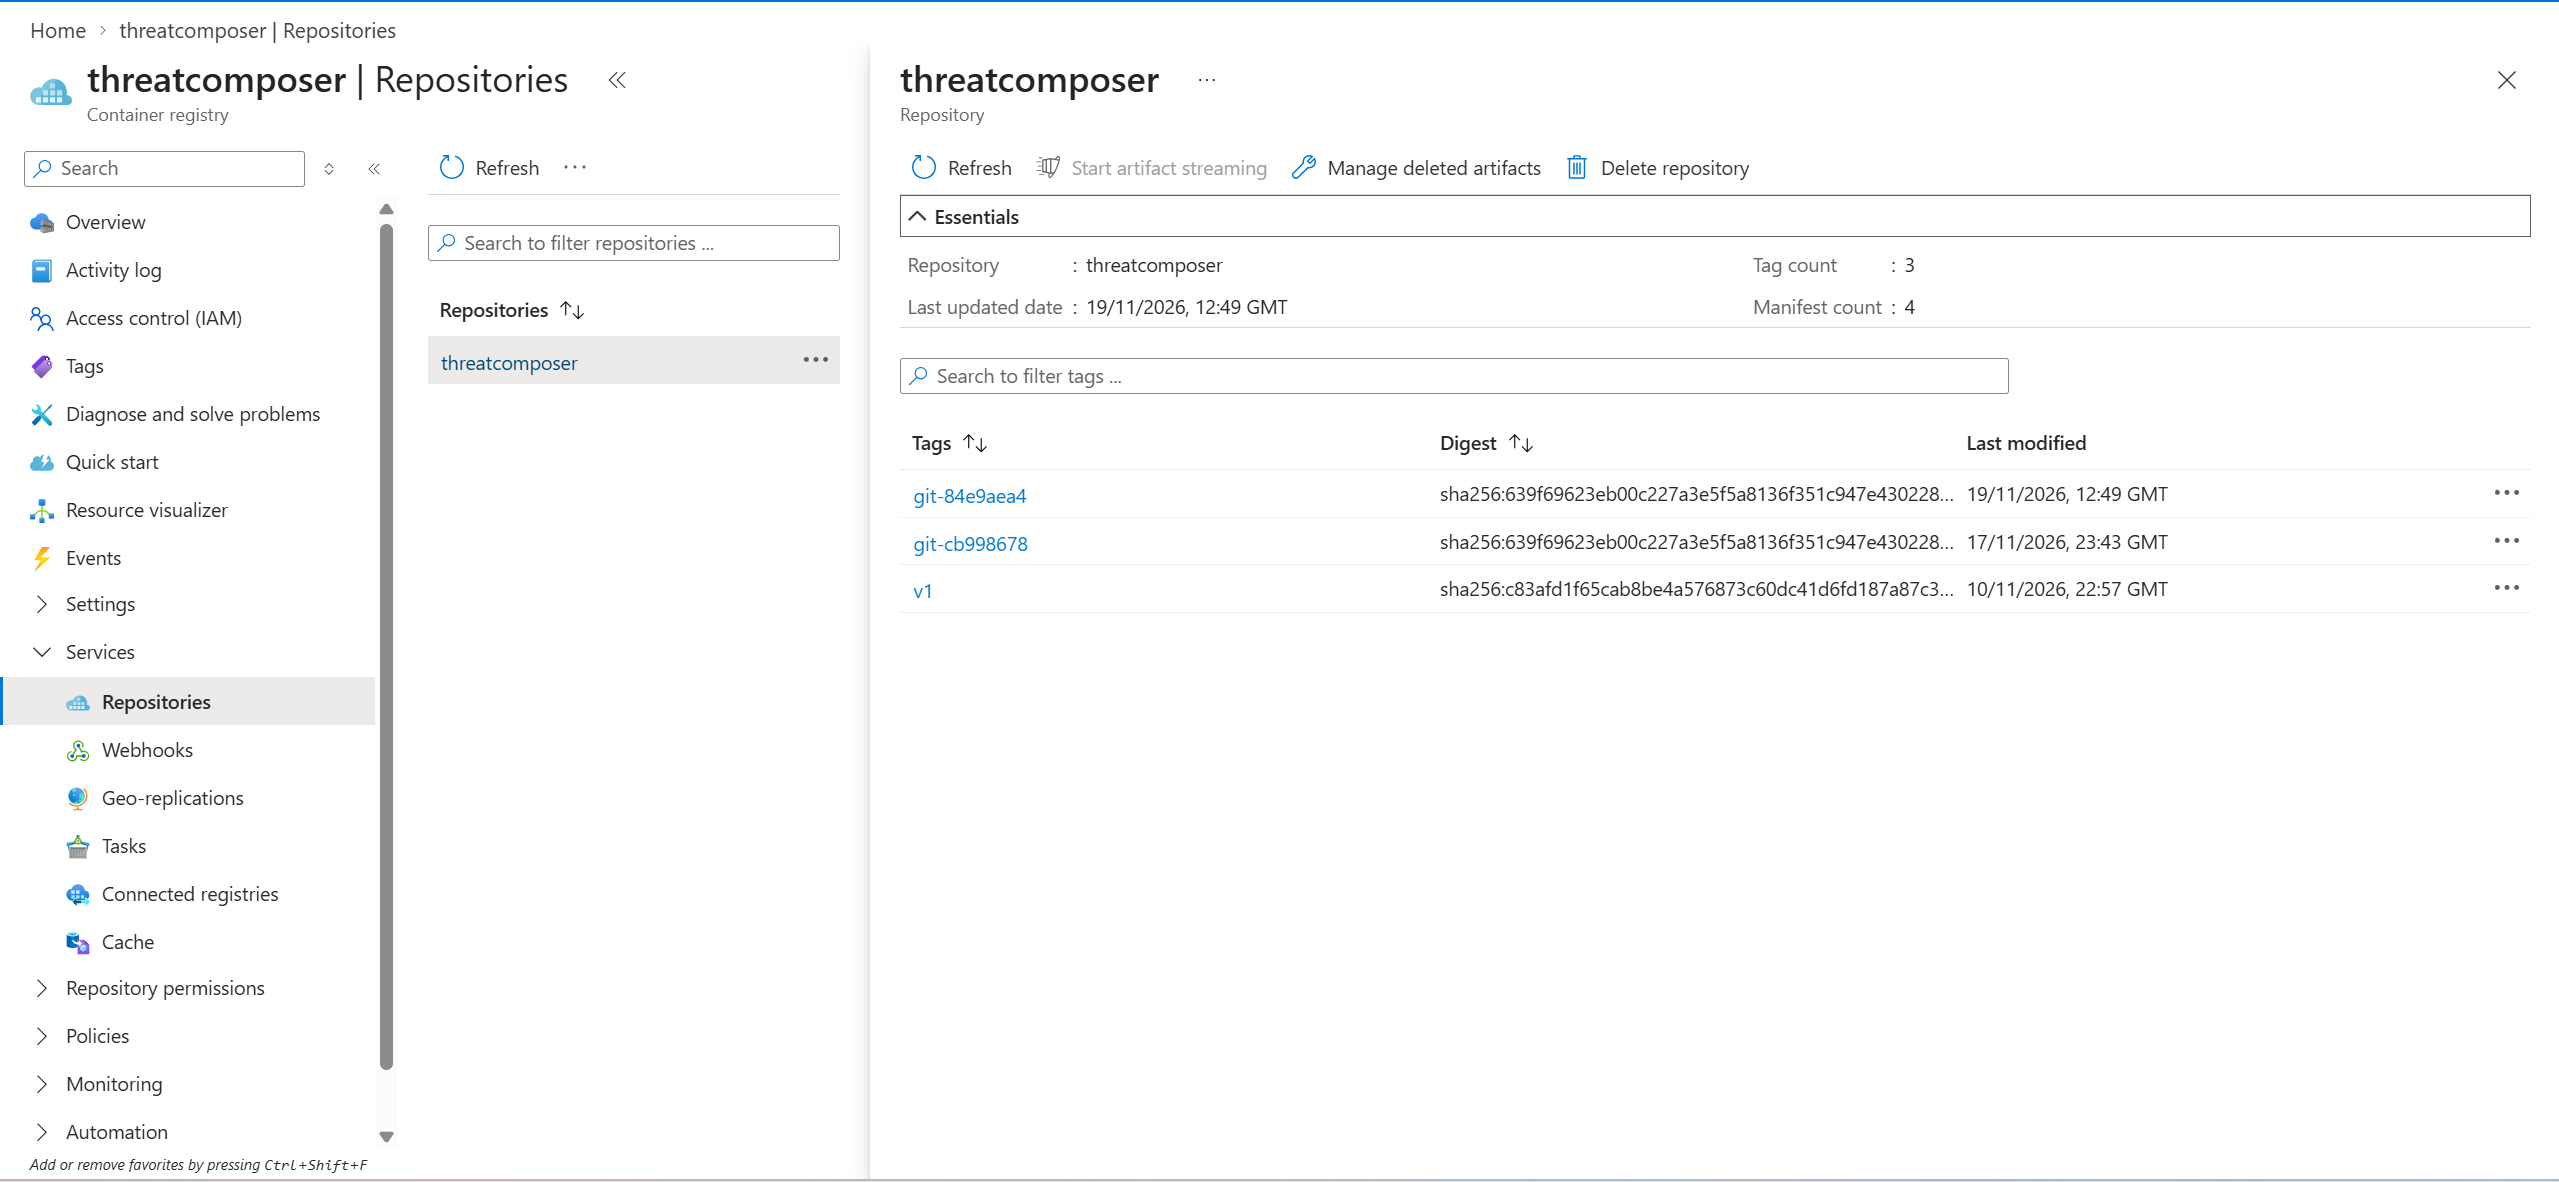 Home > threatcomposer | Repositories
threatcomposer | Repositories
Container registry
Search
Overview
Activity log
Access control (IAM)
Tags
Diagnose and solve problems
Quick start
Resource visualizer
Events
Settings
Services
Repositories
Webhooks
Geo-replications
Tasks
Connected registries
Cache
Repository permissions
Policies
Monitoring
Automation
Add or remove favorites by pressing Ctrl+Shift+F
Refresh
Search to filter repositories ...
Repositories
threatcomposer
threatcomposer
Repository
Refresh Start artifact streaming Manage deleted artifacts Delete repository
Essentials
Repository : threatcomposer Tag count : 3
Last updated date : 19/11/2026, 12:49 GMT Manifest count : 4
Search to filter tags ...
Tags Digest Last modified
git-84e9aea4 sha256:639f69623eb00c227a3e5f5a8136f351c947e430228... 19/11/2026, 12:49 GMT
git-cb998678 sha256:639f69623eb00c227a3e5f5a8136f351c947e430228... 17/11/2026, 23:43 GMT
v1 sha256:c83afd1f65cab8be4a576873c60dc41d6fd187a87c3... 10/11/2026, 22:57 GMT